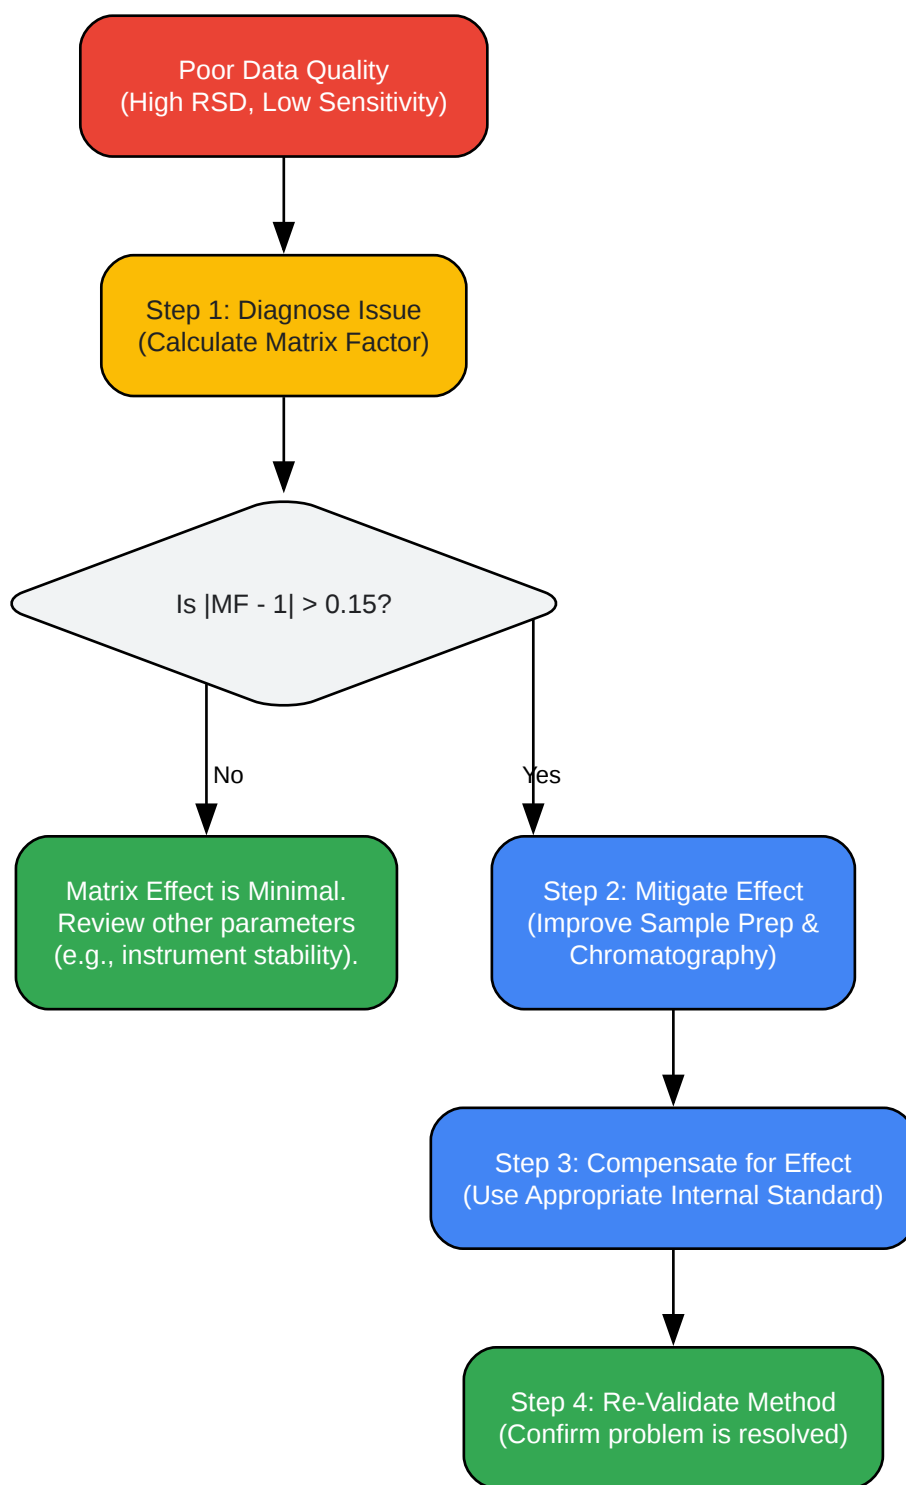 Poor Data Quality
(High RSD, Low Sensitivity)
Step 1: Diagnose Issue
(Calculate Matrix Factor)
Is |MF - 1| > 0.15?
No
Yes
Matrix Effect is Minimal.
Review other parameters
(e.g., instrument stability).
Step 2: Mitigate Effect
(Improve Sample Prep &
Chromatography)
Step 3: Compensate for Effect
(Use Appropriate Internal Standard)
Step 4: Re-Validate Method
(Confirm problem is resolved)